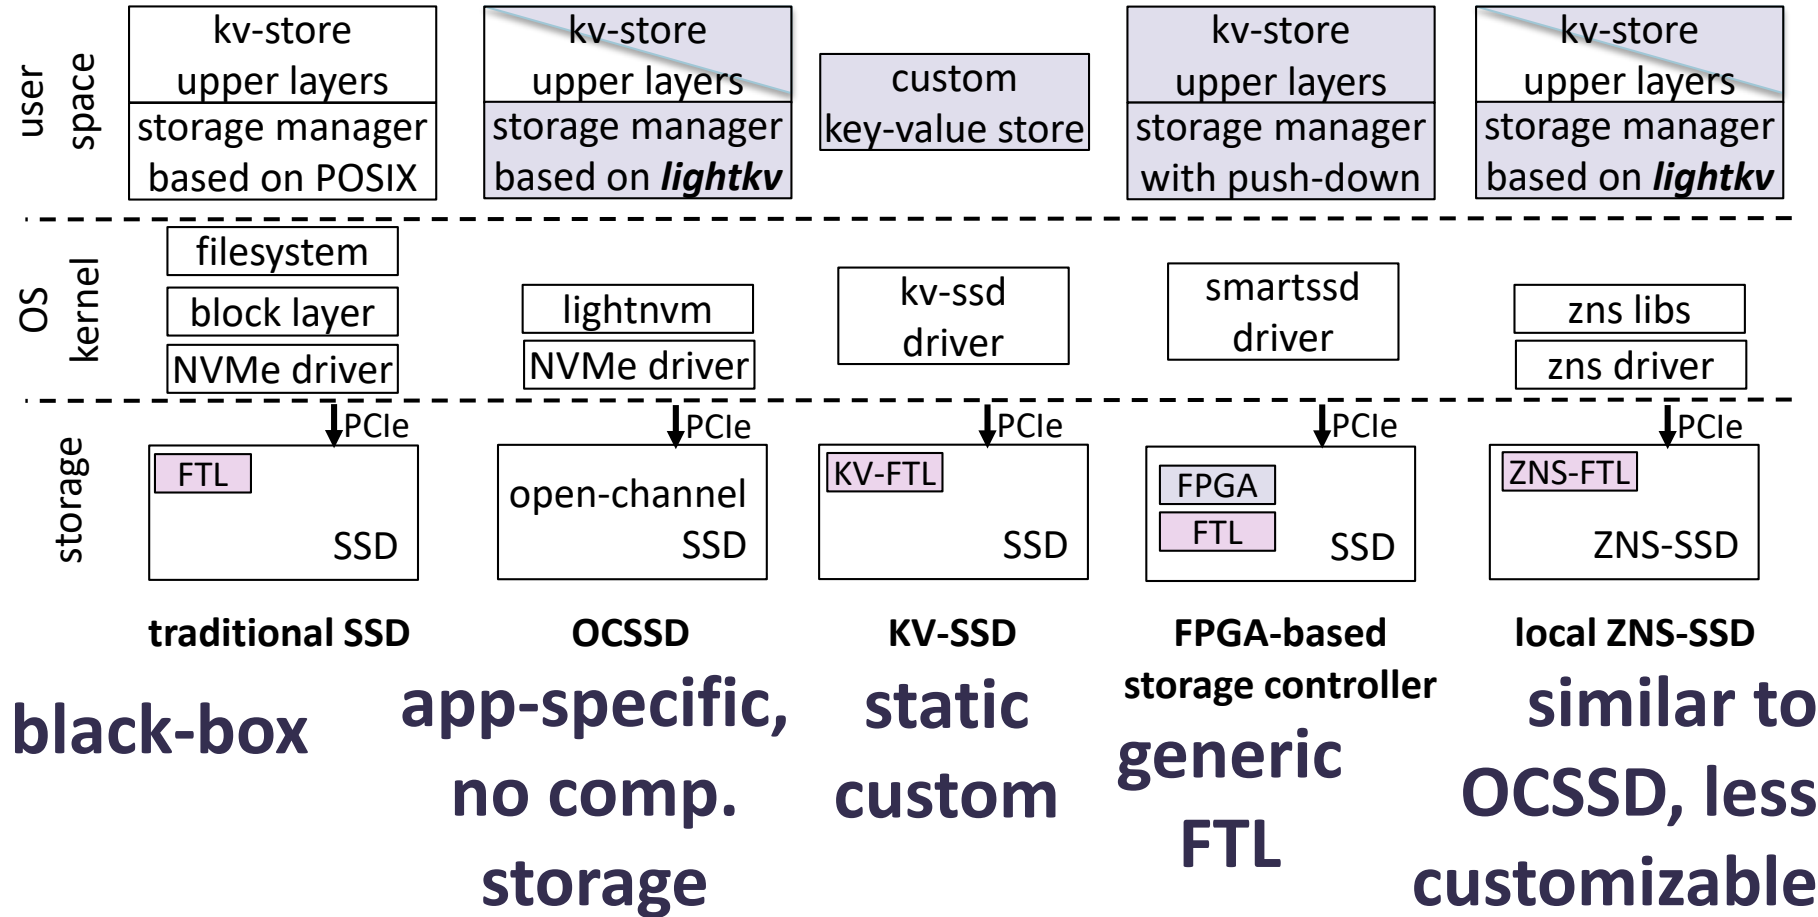 user
space
kv-store
upper layers
storage manager
based on POSIX
kv-store
upper layers
storage manager
based on lightkv
custom
key-value store
kv-store
upper layers
storage manager
with push-down
kv-store
upper layers
storage manager
based on lightkv
OS
kernel
filesystem
block layer
NVMe driver
lightnvm
NVMe driver
kv-ssd
driver
smartssd
driver
zns libs
zns driver
storage
PCIe
FTL
SSD
PCIe
open-channel
SSD
PCIe
KV-FTL
SSD
PCIe
FPGA
FTL
SSD
PCIe
ZNS-FTL
ZNS-SSD
traditional SSD
black-box
OCSSD
app-specific,
no comp.
storage
KV-SSD
static
custom
FPGA-based
storage controller
generic
FTL
local ZNS-SSD
similar to
OCSSD, less
customizable